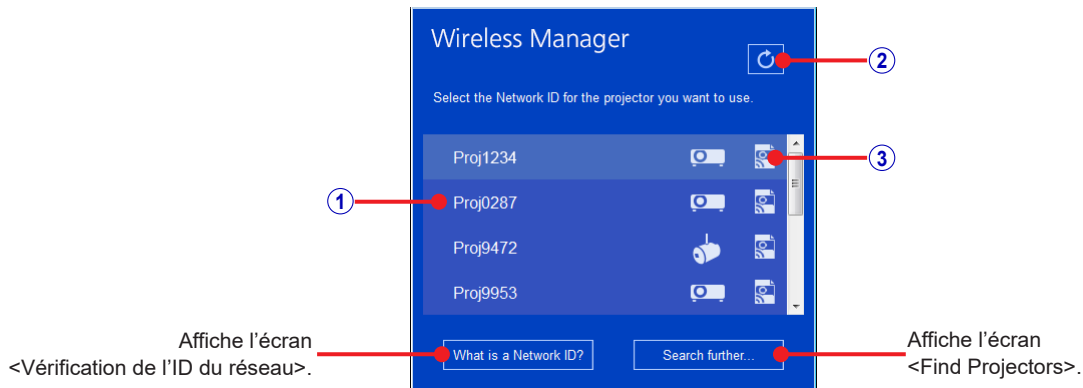 Wireless Manager
②
Select the Network ID for the projector you want to use.
Proj1234
③
①
Proj0287
Proj9472
Proj9953
Affiche l’écran
<Vérification de l’ID du réseau>.
What is a Network ID?
Search further...
Affiche l’écran
<Find Projectors>.